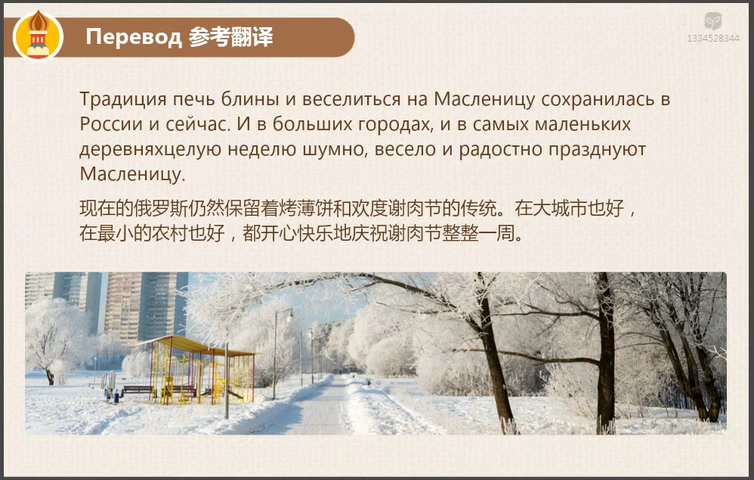 Перевод 参考翻译
1334528344
Традиция печь блины и веселиться на Масленицу сохранилась в
России и сейчас. И в больших городах, и в самых маленьких
деревняхцелую неделю шумно, весело и радостно празднуют
Масленицу.
现在的俄罗斯仍然保留着烤薄饼和欢度谢肉节的传统。在大城市也好，
在最小的农村也好，都开心快乐地庆祝谢肉节整整一周。